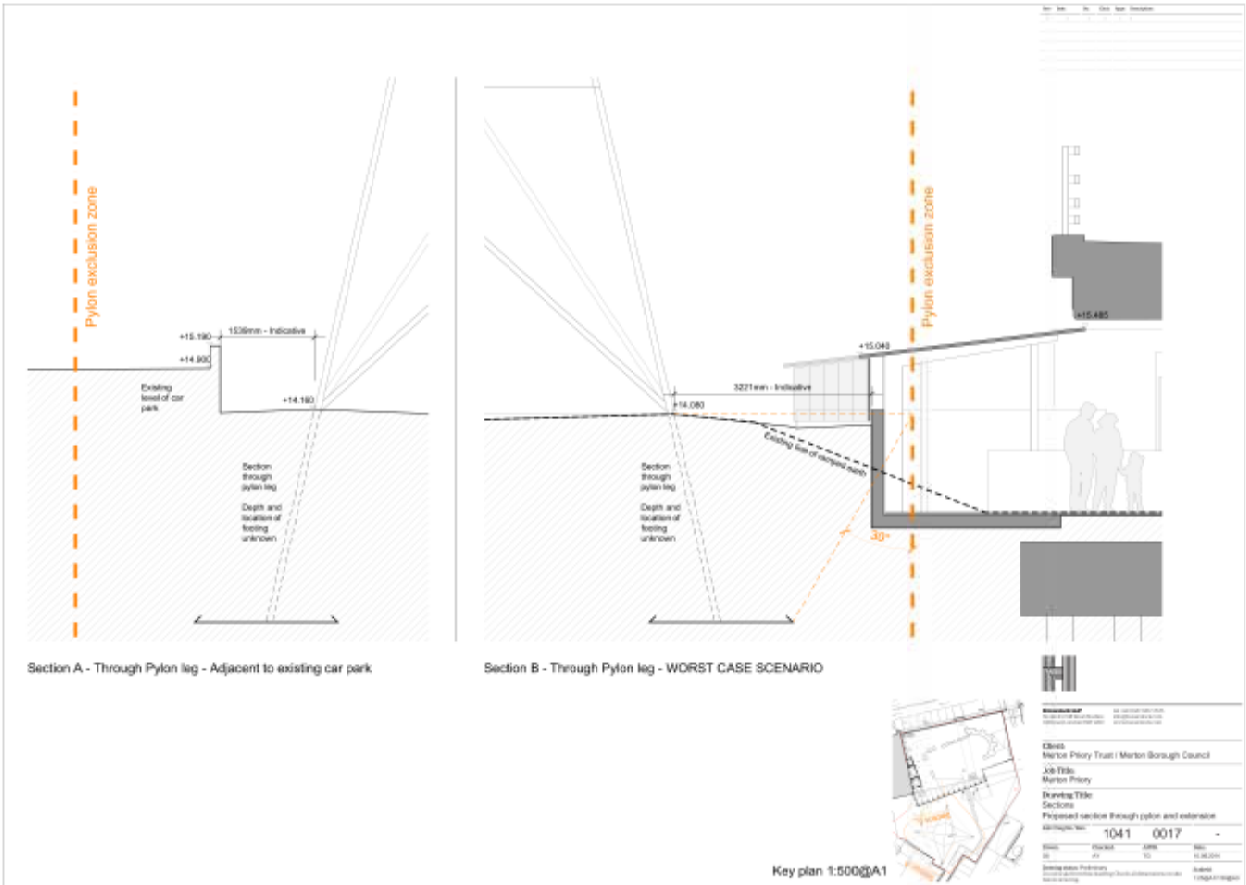 Pylon exclusion zone
+15.190
1539mm - Indicative
+14.900
Existing
level of car
park
+14.160
Section
through
pylon leg
Depth and
location of
footing
unknown
Section A - Through Pylon leg - Adjacent to existing car park
Pylon exclusion zone
+15.485
+15.040
3221mm - Indicative
+14.080
Existing line of ramped earth
Section
through
pylon leg
Depth and
location of
footing
unknown
30°
Section B - Through Pylon leg - WORST CASE SCENARIO
Key plan 1:500@A1
H
Client
Merton Priory Trust / Merton Borough Council
Job Title
Merton Priory
Drawing Title
Sections
Proposed section through pylon and extension
1041 0017 -